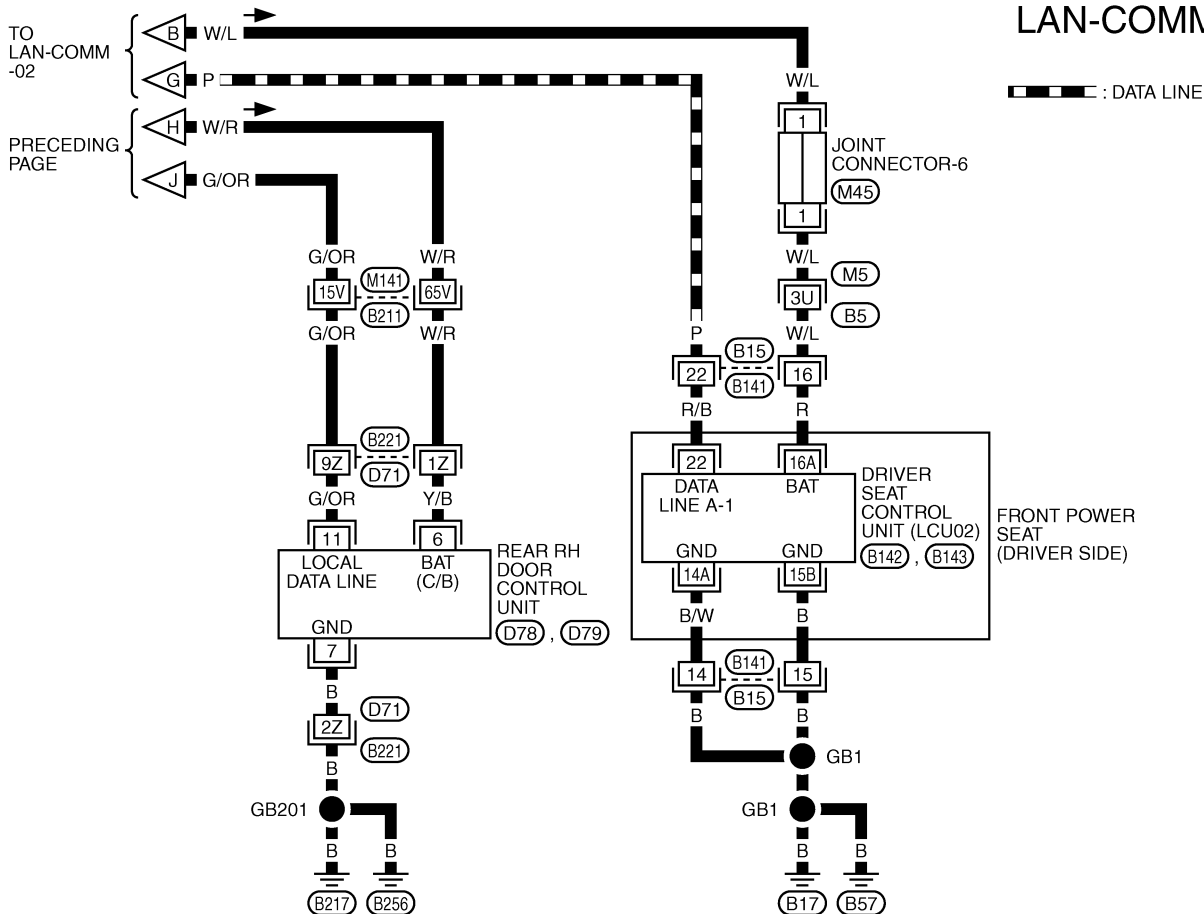 LAN-COMM
: DATA LINE
TO
LAN-COMM
-02
B W/L
G P
PRECEDING
PAGE
H W/R
J G/OR
W/L
1
JOINT
CONNECTOR-6
M45
1
W/L
G/OR W/R
15V M141 65V
B211
G/OR W/R
M5
3U
B5
P W/L
22 B15 16
B141
R/B R
9Z B221 1Z
D71
G/OR Y/B
11 6
LOCAL
DATA LINE
BAT
(C/B)
REAR RH
DOOR
CONTROL
UNIT
D78 , D79
GND
7
B
2Z
D71
B221
B
GB201
B B
B217 B256
22 16A
DATA
LINE A-1
BAT
DRIVER
SEAT
CONTROL
UNIT (LCU02)
B142 , B143
FRONT POWER
SEAT
(DRIVER SIDE)
GND GND
14A 15B
B/W B
14 B141 15
B15
B B
GB1
GB1
B B
B17 B57